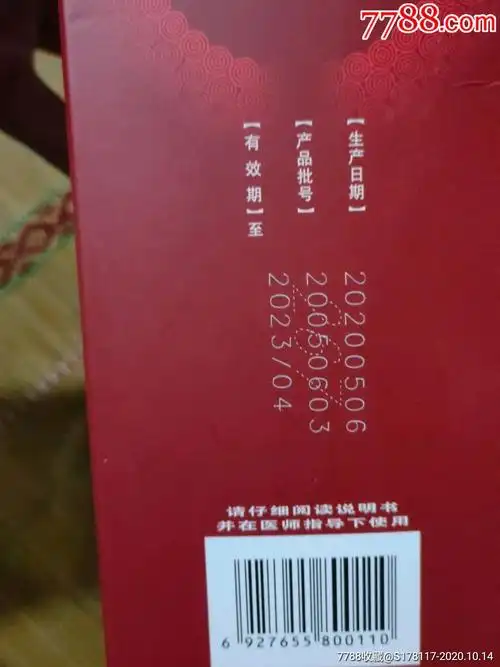 7788.com
【生产日期】 20200506
【产品批号】 20050603
【有效期】至 2023/04
请仔细阅读说明书
并在医师指导下使用
6 927655 800110
7788收藏@S178117-2020.10.14